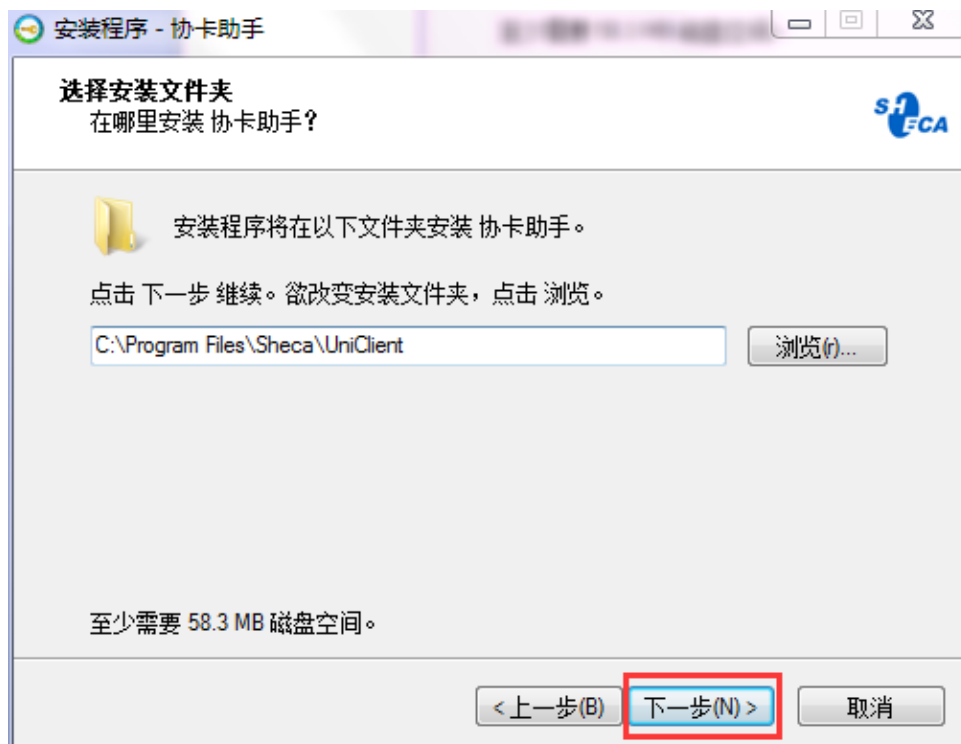 安装程序 - 协卡助手
选择安装文件夹
在哪里安装 协卡助手?
SHECA
安装程序将在以下文件夹安装 协卡助手。
点击 下一步 继续。欲改变安装文件夹，点击 浏览。
C:\Program Files\Sheca\UniClient
浏览(r)...
至少需要 58.3 MB 磁盘空间。
< 上一步(B)
下一步(N) >
取消